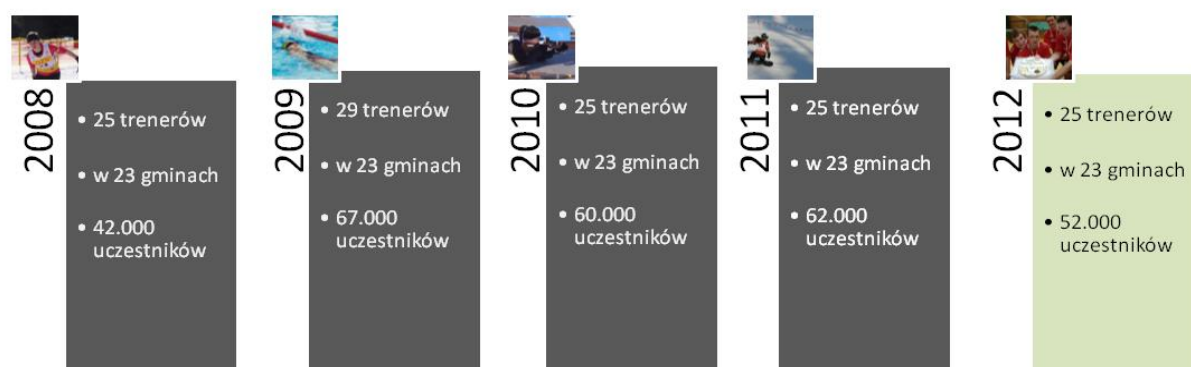 2008
• 25 trenerów
• w 23 gminach
• 42.000
uczestników
2009
• 29 trenerów
• w 23 gminach
• 67.000
uczestników
2010
• 25 trenerów
• w 23 gminach
• 60.000
uczestników
2011
• 25 trenerów
• w 23 gminach
• 62.000
uczestników
2012
• 25 trenerów
• w 23 gminach
• 52.000
uczestników